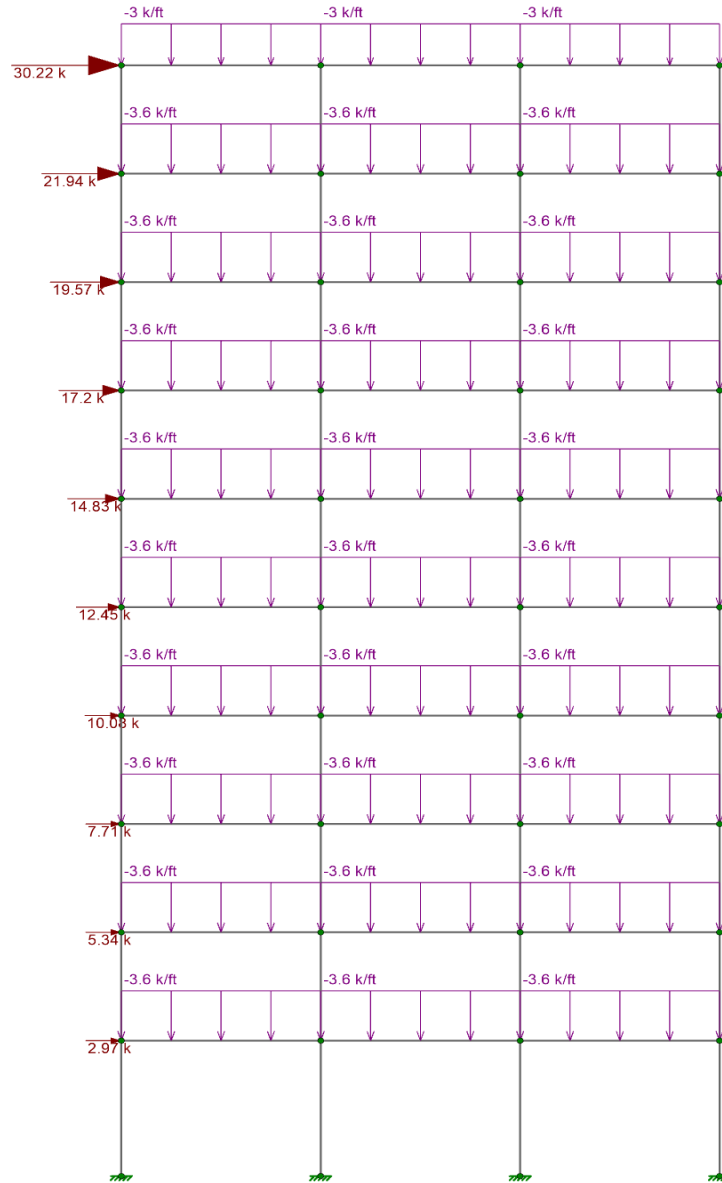 -3 k/ft -3 k/ft -3 k/ft
30.22 k
-3.6 k/ft -3.6 k/ft -3.6 k/ft
21.94 k
-3.6 k/ft -3.6 k/ft -3.6 k/ft
19.57 k
-3.6 k/ft -3.6 k/ft -3.6 k/ft
17.2 k
-3.6 k/ft -3.6 k/ft -3.6 k/ft
14.83 k
-3.6 k/ft -3.6 k/ft -3.6 k/ft
12.45 k
-3.6 k/ft -3.6 k/ft -3.6 k/ft
10.08 k
-3.6 k/ft -3.6 k/ft -3.6 k/ft
7.71 k
-3.6 k/ft -3.6 k/ft -3.6 k/ft
5.34 k
-3.6 k/ft -3.6 k/ft -3.6 k/ft
2.97 k